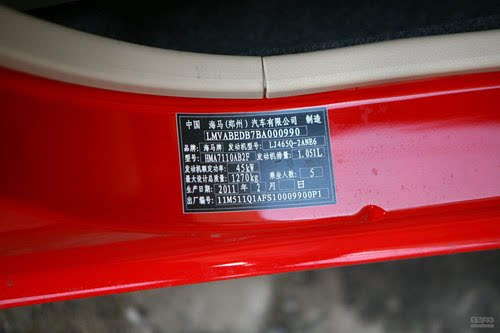 中国 海马(郑州)汽车有限公司 制造
LMVABEDB7BA000990
品牌: 海马牌 发动机型号: LJ465Q-2ANE6
型号: HMA7110AB2F 发动机排量: 1.051L
发动机额定功率: 45kW
最大设计总质量: 1270kg 乘坐人数: 5
生产日期: 2011 年 2 月 日
出厂编号: 11M511Q1AFS10009900P1